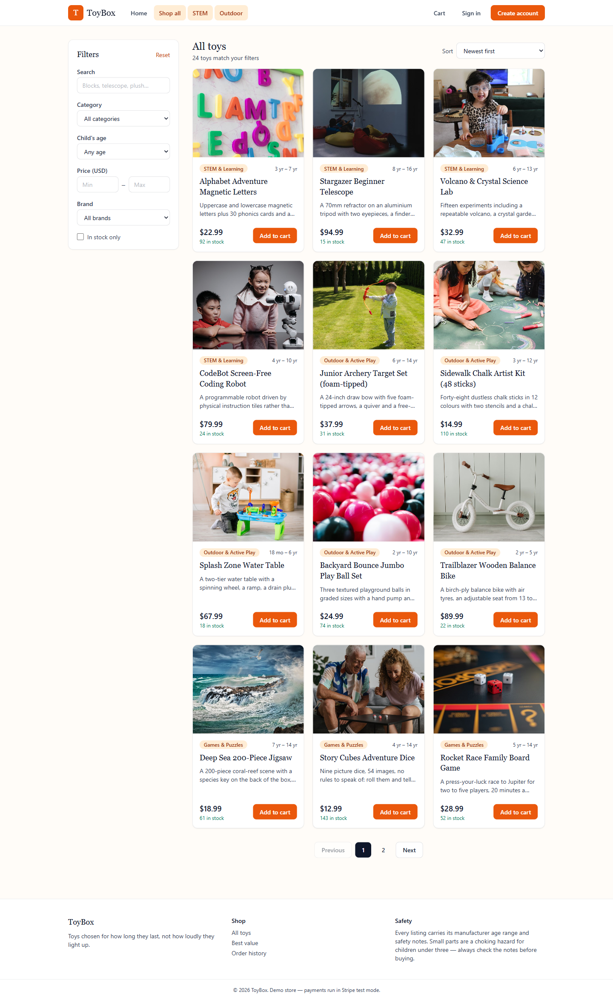 T ToyBox Home Shop all STEM Outdoor Cart Sign in Create account
Filters Reset
Search
Blocks, telescope, plush...
Category
All categories
Child's age
Any age
Price (USD)
Min – Max
Brand
All brands
In stock only
All toys
24 toys match your filters
Sort Newest first
STEM & Learning 3 yr – 7 yr
Alphabet Adventure
Magnetic Letters
Uppercase and lowercase magnetic
letters plus 30 phonics cards and a...
$22.99
92 in stock
Add to cart
STEM & Learning 8 yr – 16 yr
Stargazer Beginner
Telescope
A 70mm refractor on an aluminium
tripod with two eyepieces, a finder...
$94.99
15 in stock
Add to cart
STEM & Learning 6 yr – 13 yr
Volcano & Crystal Science
Lab
Fifteen experiments including a
repeatable volcano, a crystal garde...
$32.99
47 in stock
Add to cart
STEM & Learning 4 yr – 10 yr
CodeBot Screen-Free
Coding Robot
A programmable robot driven by
physical instruction tiles rather tha...
$79.99
24 in stock
Add to cart
Outdoor & Active Play 6 yr – 14 yr
Junior Archery Target Set
(foam-tipped)
A 24-inch draw bow with five foam-
tipped arrows, a quiver and a free-...
$37.99
31 in stock
Add to cart
Outdoor & Active Play 3 yr – 12 yr
Sidewalk Chalk Artist Kit
(48 sticks)
Forty-eight dustless chalk sticks in 12
colours with two stencils and a chal...
$14.99
110 in stock
Add to cart
Outdoor & Active Play 18 mo – 6 yr
Splash Zone Water Table
A two-tier water table with a
spinning wheel, a ramp, a drain plu...
$67.99
18 in stock
Add to cart
Outdoor & Active Play 2 yr – 10 yr
Backyard Bounce Jumbo
Play Ball Set
Three textured playground balls in
graded sizes with a hand pump an...
$24.99
74 in stock
Add to cart
Outdoor & Active Play 2 yr – 5 yr
Trailblazer Wooden Balance
Bike
A birch-ply balance bike with air
tyres, an adjustable seat from 13 to...
$89.99
22 in stock
Add to cart
Games & Puzzles 7 yr – 14 yr
Deep Sea 200-Piece Jigsaw
A 200-piece coral-reef scene with a
species key on the back of the box,...
$18.99
61 in stock
Add to cart
Games & Puzzles 4 yr – 14 yr
Story Cubes Adventure Dice
Nine picture dice, 54 images, no
rules to speak of: roll them and tell...
$12.99
143 in stock
Add to cart
Games & Puzzles 5 yr – 14 yr
Rocket Race Family Board
Game
A press-your-luck race to Jupiter for
two to five players, 20 minutes a...
$28.99
52 in stock
Add to cart
Previous 1 2 Next
ToyBox
Toys chosen for how long they last, not how loudly they
light up.
Shop
All toys
Best value
Order history
Safety
Every listing carries its manufacturer age range and
safety notes. Small parts are a choking hazard for
children under three — always check the notes before
buying.
© 2026 ToyBox. Demo store — payments run in Stripe test mode.